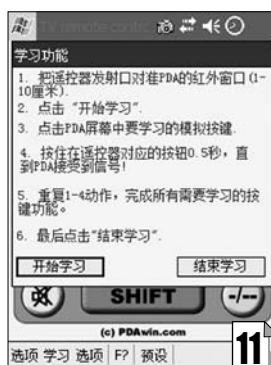 TV remote contro
学习功能
1. 把遥控器发射口对准PDA的红外窗口(1-
10厘米).
2. 点击 "开始学习".
3. 点击PDA屏幕中要学习的模拟按键.
4. 按住在遥控器对应的按钮0.5秒，直
到PDA接受到信号!
5. 重复1-4动作，完成所有需要学习的按
键功能。
6. 最后点击"结束学习".
开始学习 结束学习
SHIFT -/--
(c) PDAwin.com
选项 学习 选项 F? 预设
11